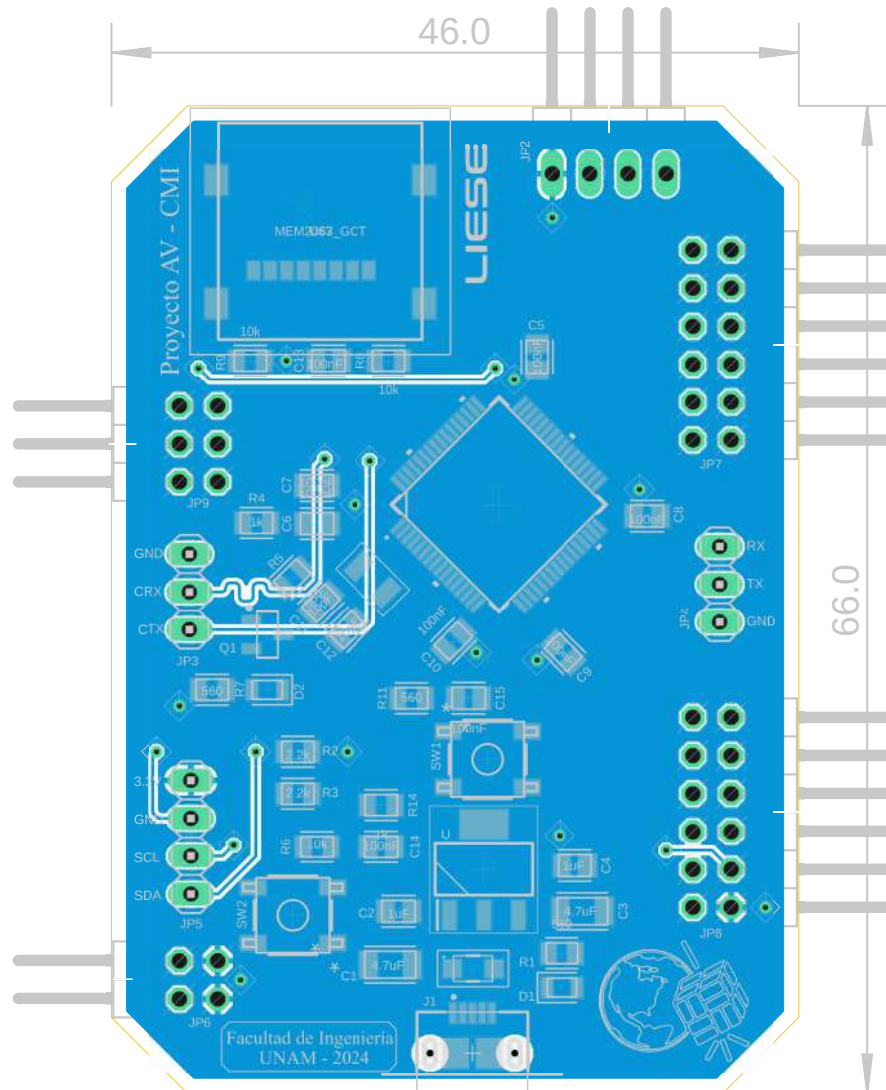 46.0
JP2
LIESE
Proyecto AV - CMI
10k
R9
C13
100nF
R8
10k
C5
100nF
JP7
JP9
C7
R4
1k
C6
C8
100nF
GND
CRX
CTX
JP3
R5
Q1
C12
100nF
C10
C9
RX
TX
GND
JP4
66.0
560
R7
D2
R11
560
C15
100nF
SW1
2.2k
R2
2.2k
R3
R14
3.3V
GND
SCL
SDA
JP5
R6
10k
100nF
C14
U
1uF
C4
SW2
C2
1uF
4.7uF
C3
JP8
C1
4.7uF
R1
D1
J1
JP6
Facultad de Ingeniería
UNAM - 2024